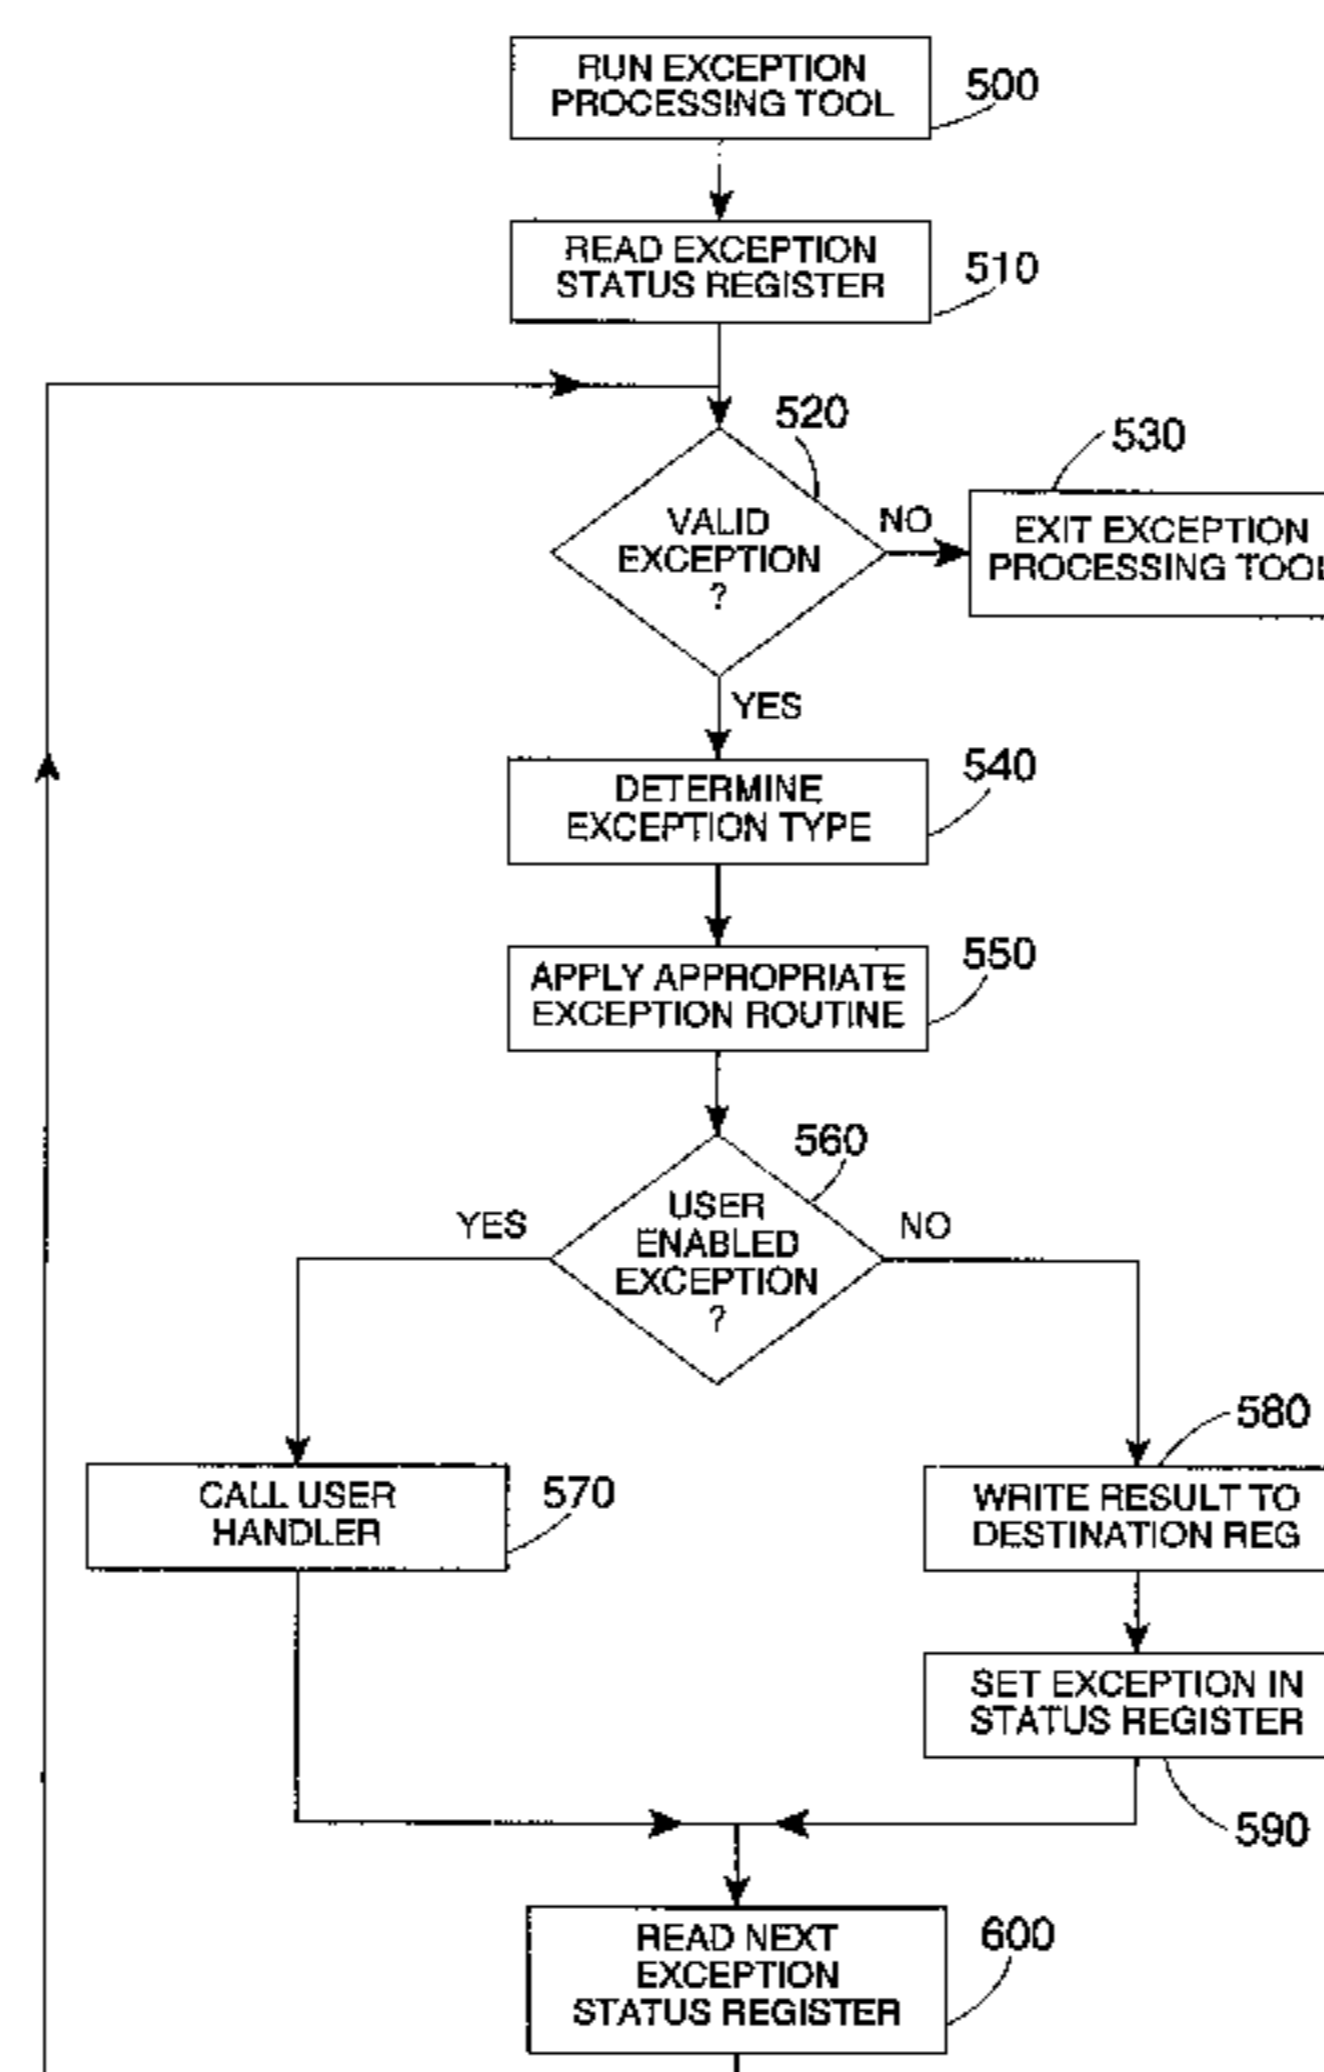 RUN EXCEPTION
PROCESSING TOOL
500
READ EXCEPTION
STATUS REGISTER
510
520
VALID
EXCEPTION
?
NO
530
EXIT EXCEPTION
PROCESSING TOOL
YES
540
DETERMINE
EXCEPTION TYPE
550
APPLY APPROPRIATE
EXCEPTION ROUTINE
560
USER
ENABLED
EXCEPTION
?
YES
NO
CALL USER
HANDLER
570
580
WRITE RESULT TO
DESTINATION REG
SET EXCEPTION IN
STATUS REGISTER
590
READ NEXT
EXCEPTION
STATUS REGISTER
600